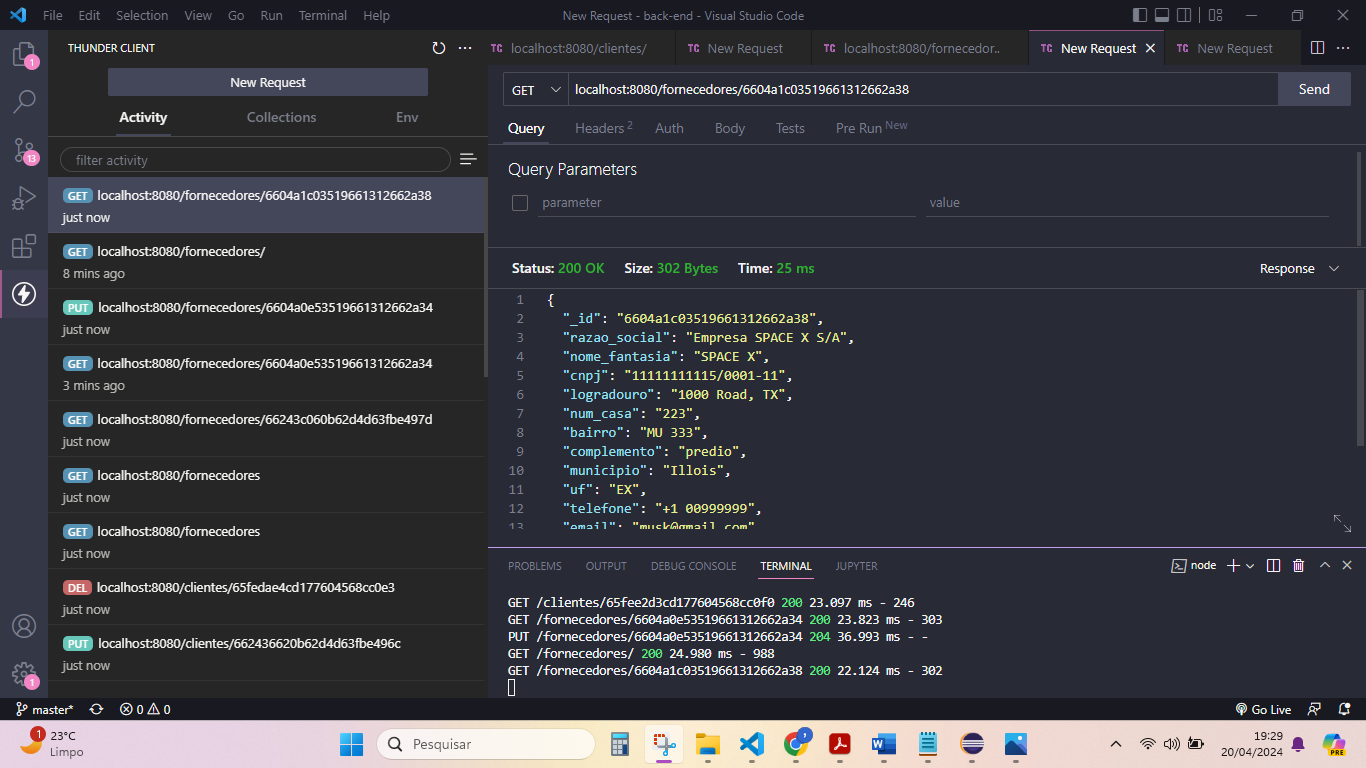 File Edit Selection View Go Run Terminal Help New Request - back-end - Visual Studio Code
THUNDER CLIENT
New Request
Activity Collections Env
filter activity
GET localhost:8080/fornecedores/6604a1c03519661312662a38
just now
GET localhost:8080/fornecedores/
8 mins ago
PUT localhost:8080/fornecedores/6604a0e53519661312662a34
just now
GET localhost:8080/fornecedores/6604a0e53519661312662a34
3 mins ago
GET localhost:8080/fornecedores/66243c060b62d4d63fbe497d
just now
GET localhost:8080/fornecedores
just now
GET localhost:8080/fornecedores
just now
DEL localhost:8080/clientes/65fedae4cd177604568cc0e3
just now
PUT localhost:8080/clientes/662436620b62d4d63fbe496c
just now
1
13
1
TC localhost:8080/clientes/ TC New Request TC localhost:8080/fornecedor.. TC New Request TC New Request
GET localhost:8080/fornecedores/6604a1c03519661312662a38 Send
Query Headers 2 Auth Body Tests Pre Run New
Query Parameters
parameter value
Status: 200 OK Size: 302 Bytes Time: 25 ms Response
1 {
2 "_id": "6604a1c03519661312662a38",
3 "razao_social": "Empresa SPACE X S/A",
4 "nome_fantasia": "SPACE X",
5 "cnpj": "11111111115/0001-11",
6 "logradouro": "1000 Road, TX",
7 "num_casa": "223",
8 "bairro": "MU 333",
9 "complemento": "predio",
10 "municipio": "Illois",
11 "uf": "EX",
12 "telefone": "+1 00999999",
13 "email": "musk@gmail.com"
PROBLEMS OUTPUT DEBUG CONSOLE TERMINAL JUPYTER node
GET /clientes/65fee2d3cd177604568cc0f0 200 23.097 ms - 246
GET /fornecedores/6604a0e53519661312662a34 200 23.823 ms - 303
PUT /fornecedores/6604a0e53519661312662a34 204 36.993 ms - -
GET /fornecedores/ 200 24.980 ms - 988
GET /fornecedores/6604a1c03519661312662a38 200 22.124 ms - 302
master* 0 0 Go Live
1 23°C
Limpo
Pesquisar
19:29
20/04/2024
PRE